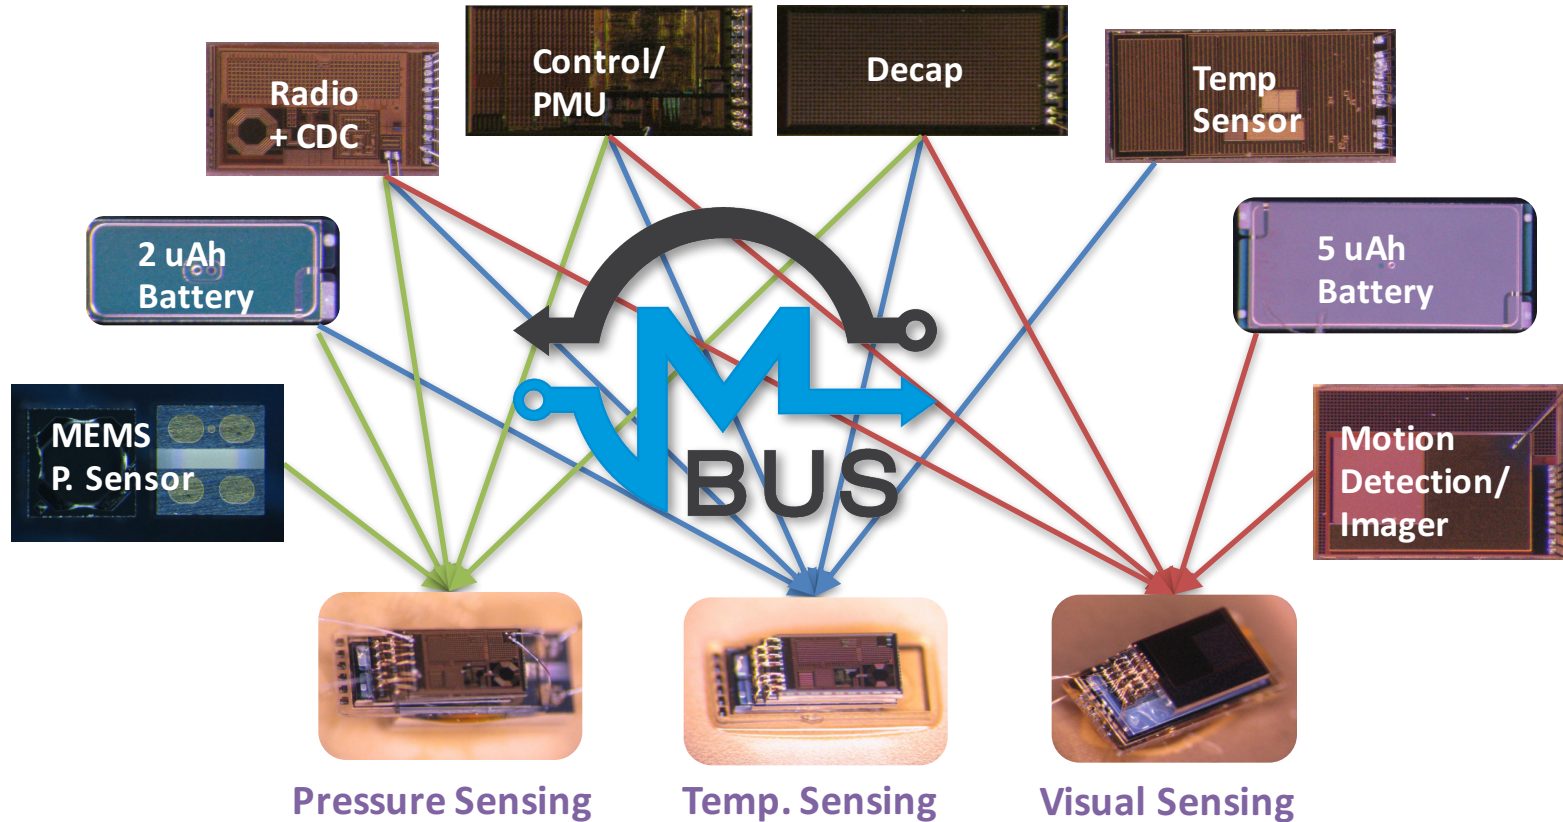 Radio
+ CDC
Control/
PMU
Decap
Temp
Sensor
2 uAh
Battery
5 uAh
Battery
MEMS
P. Sensor
M
BUS
Motion
Detection/
Imager
Pressure Sensing
Temp. Sensing
Visual Sensing